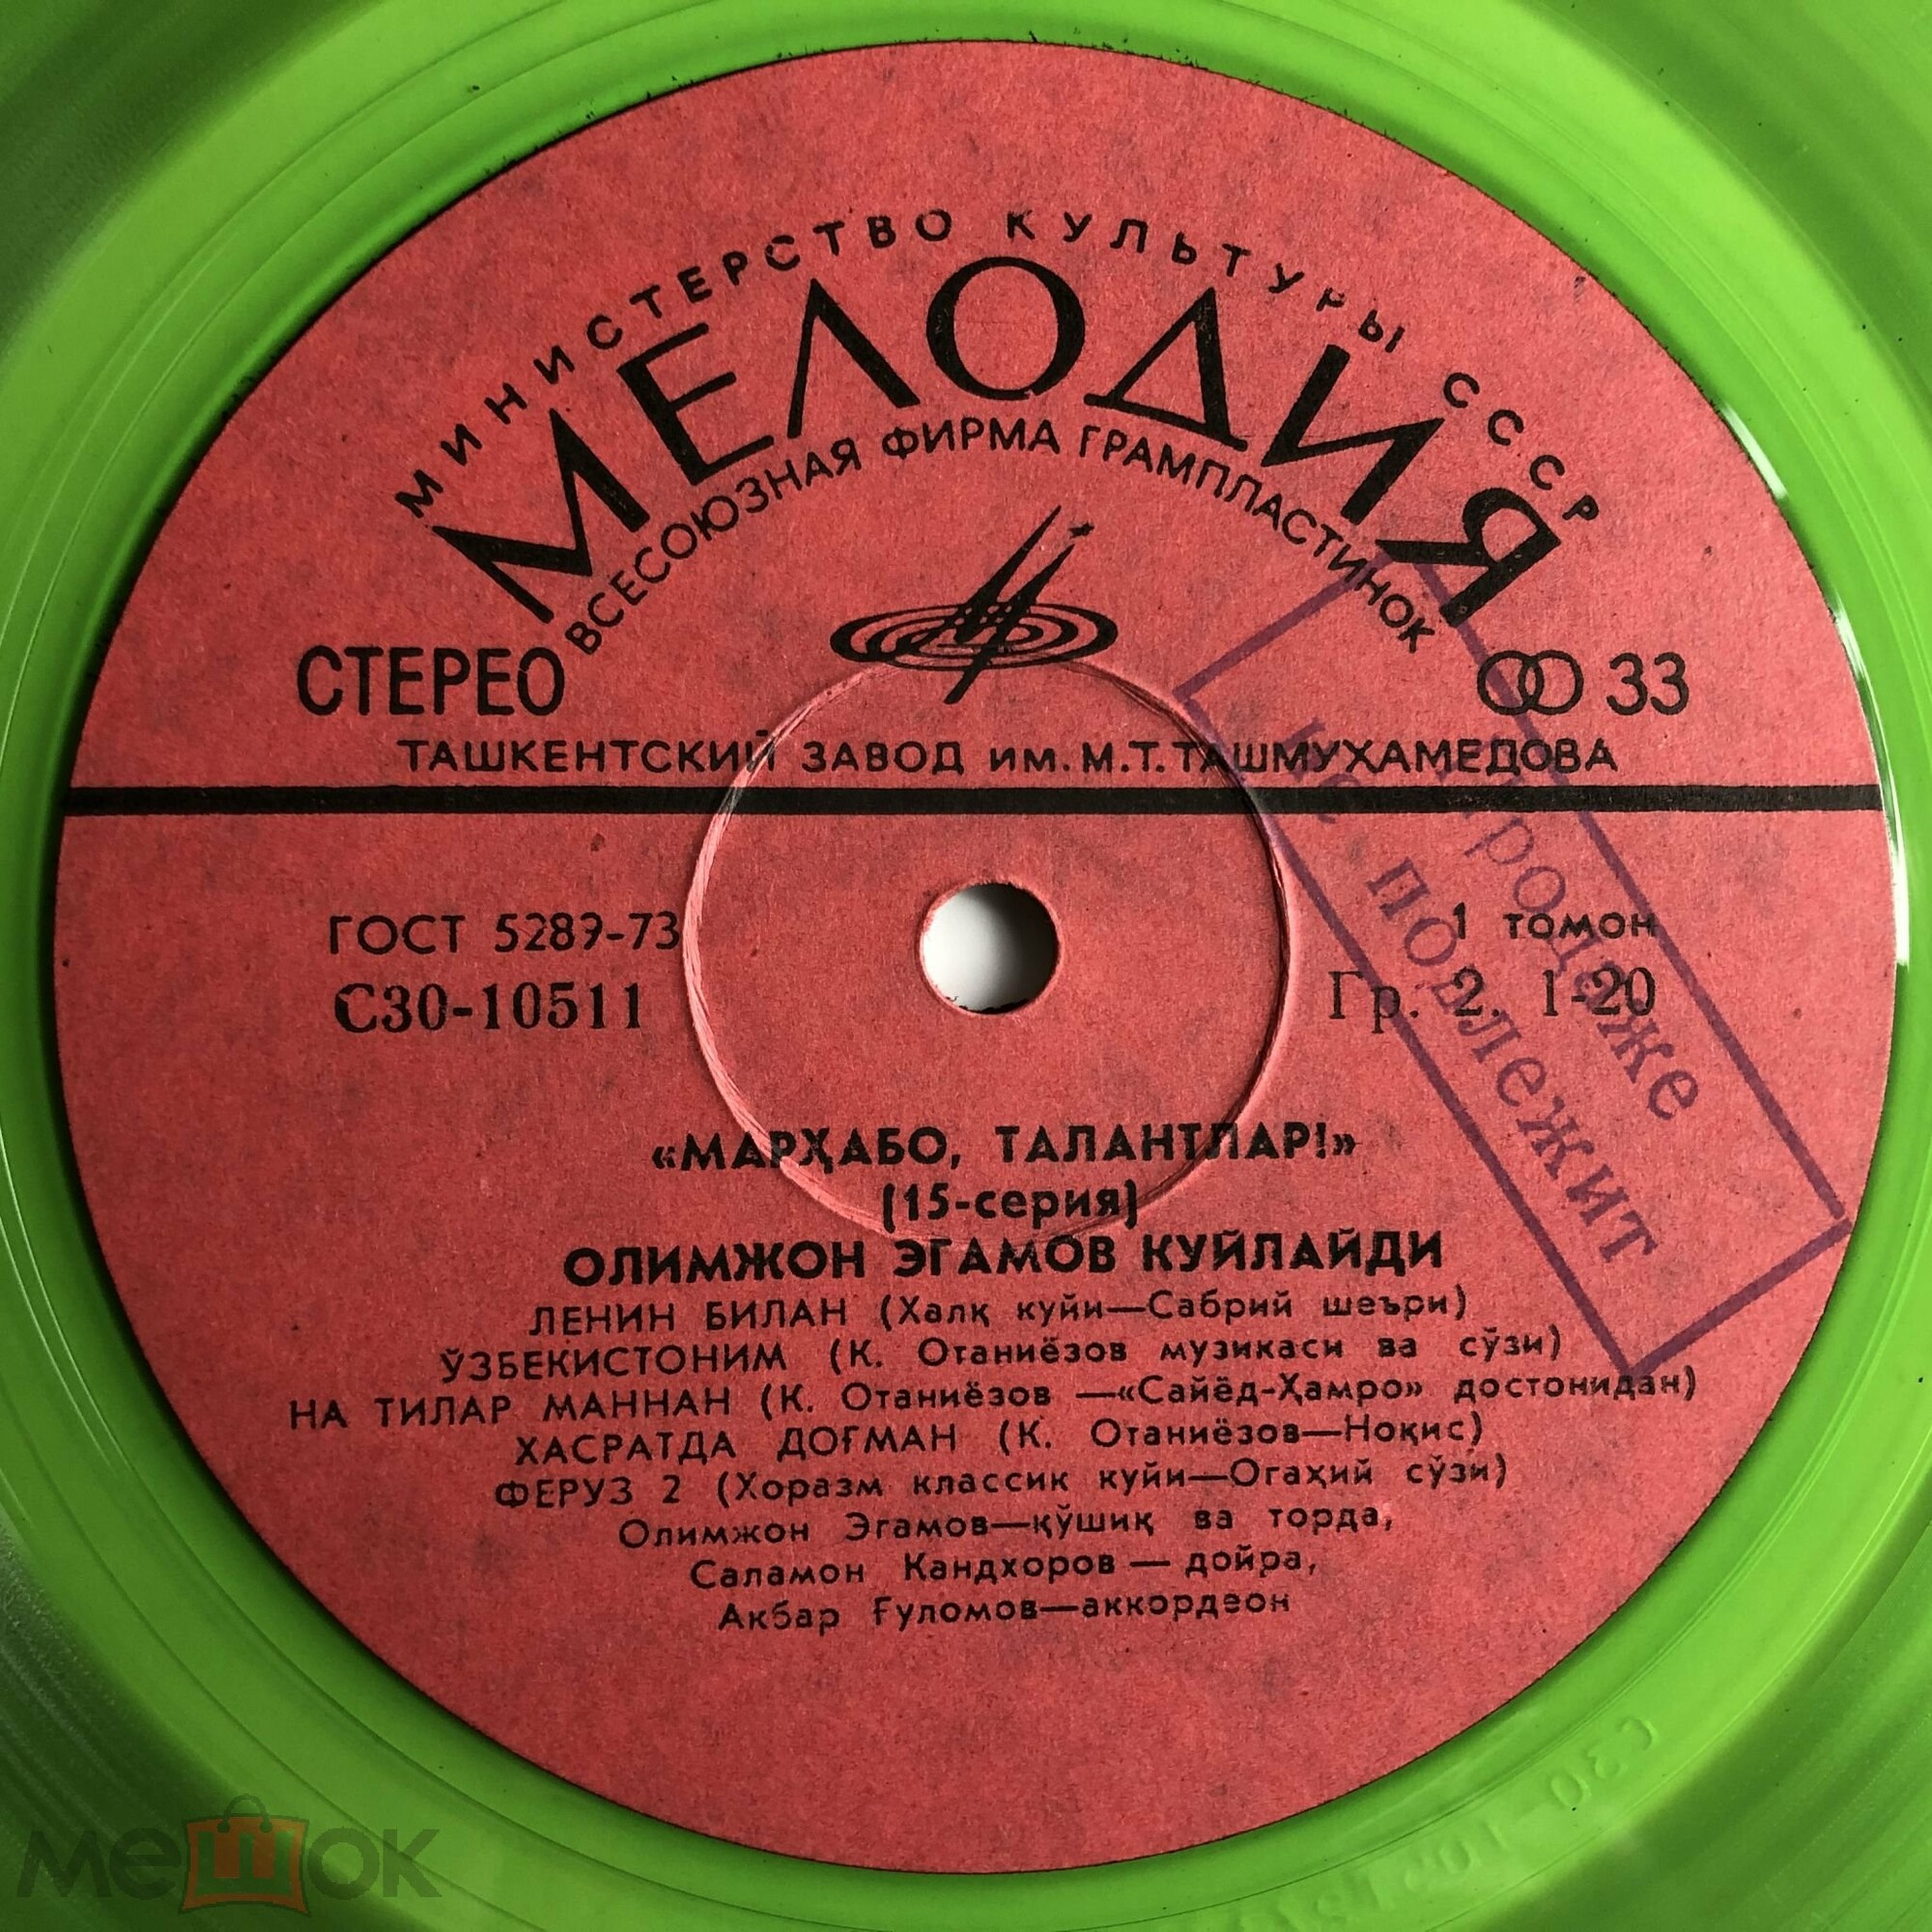 МИНИСТЕРСТВО КУЛЬТУРЫ СССР
МЕЛОДИЯ
ВСЕСОЮЗНАЯ ФИРМА ГРАМПЛАСТИНОК
СТЕРЕО
33
ТАШКЕНТСКИЙ ЗАВОД им. М.Т. ТАШМУХАМЕДОВА
ГОСТ 5289-73
1 томон
С30-10511
Гр. 2. 1-20
продаже
не подлежит
«МАРҲАБО, ТАЛАНТЛАР!»
(15-серия)
ОЛИМЖОН ЭГАМОВ КУЙЛАЙДИ
ЛЕНИН БИЛАН (Халқ куйи—Сабрий шеъри)
ЎЗБЕКИСТОНИМ (К. Отаниёзов музикаси ва сўзи)
НА ТИЛАР МАННАН (К. Отаниёзов —«Сайёд-Ҳамро» достонидан)
ХАСРАТДА ДОҒМАН (К. Отаниёзов—Ноқис)
ФЕРУЗ 2 (Хоразм классик куйи—Огаҳий сўзи)
Олимжон Эгамов—қўшиқ ва торда,
Саламон Кандхоров — дойра,
Акбар Ғуломов—аккордеон
мешок